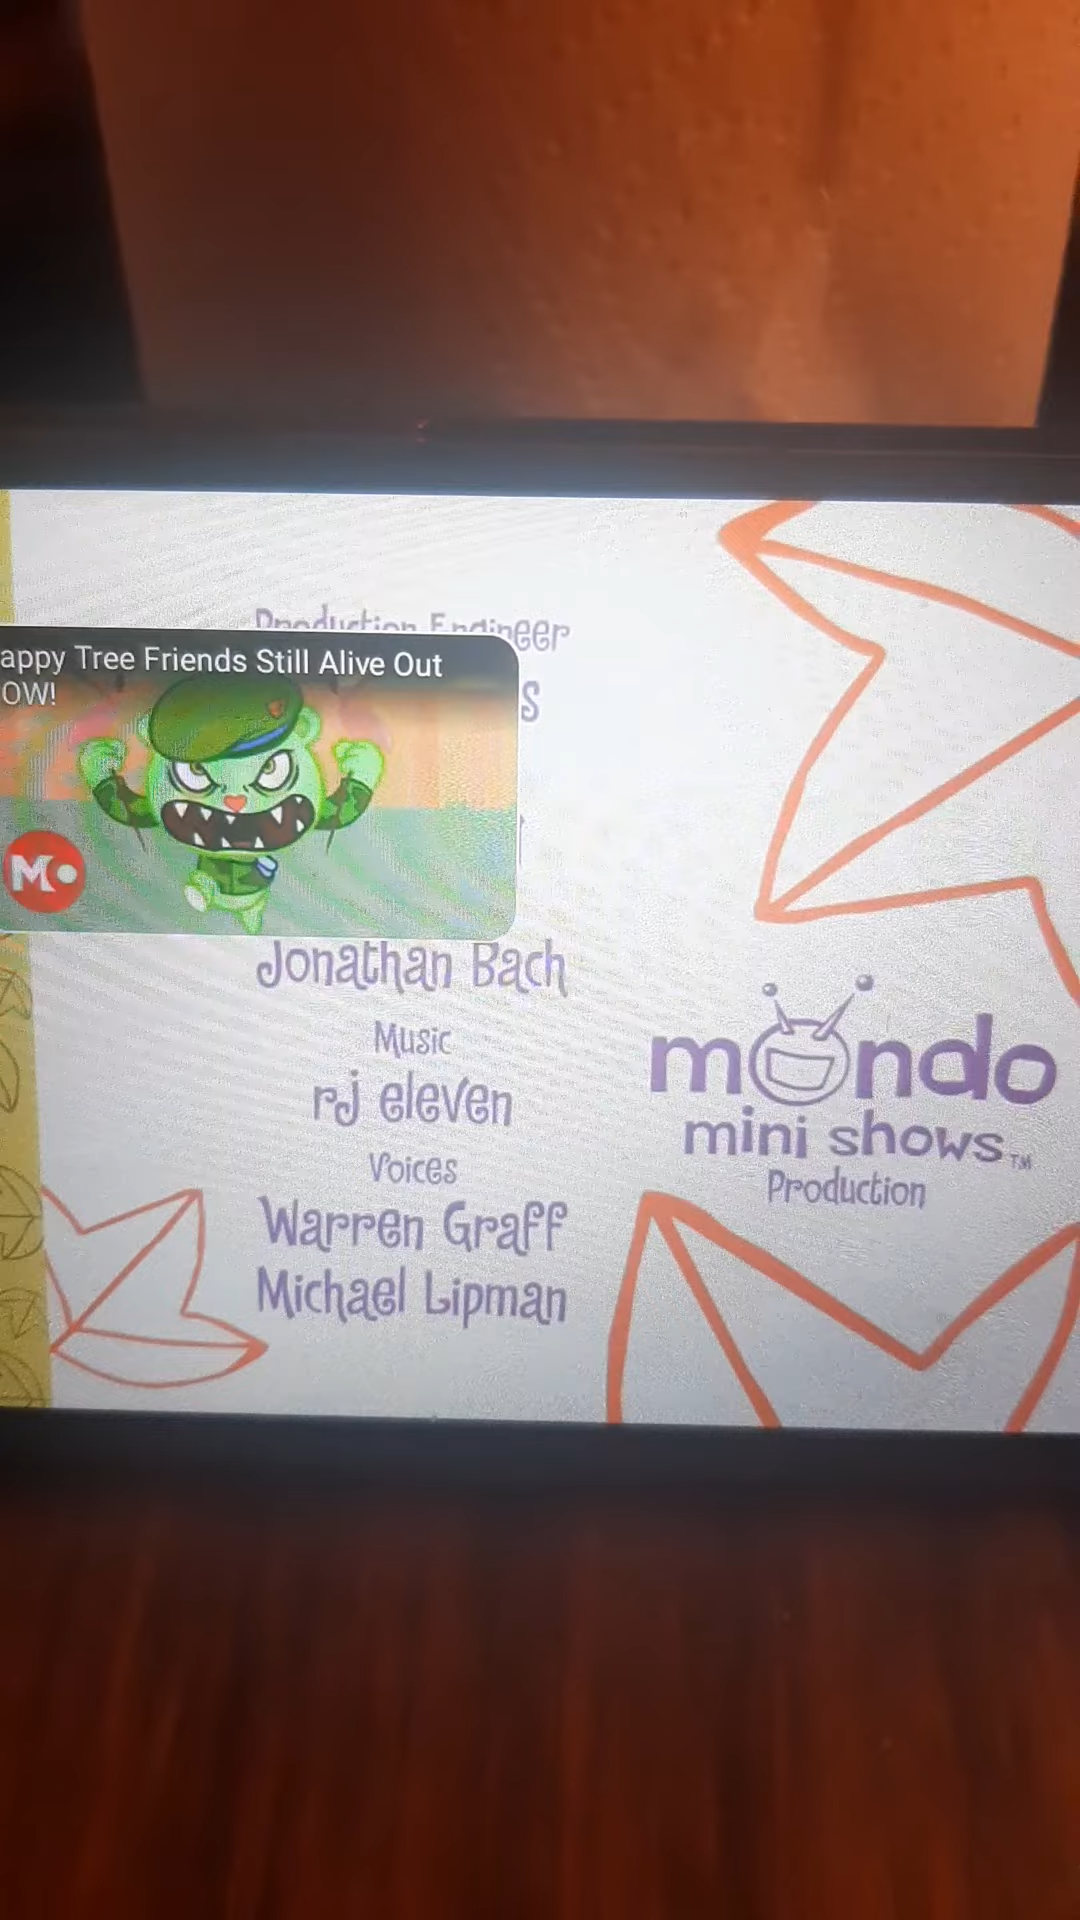 Production Engineer
appy Tree Friends Still Alive Out
OW!
S
M
Jonathan Bach
Music
rj eleven
Voices
Warren Graff
Michael Lipman
mondo
mini shows TM
Production